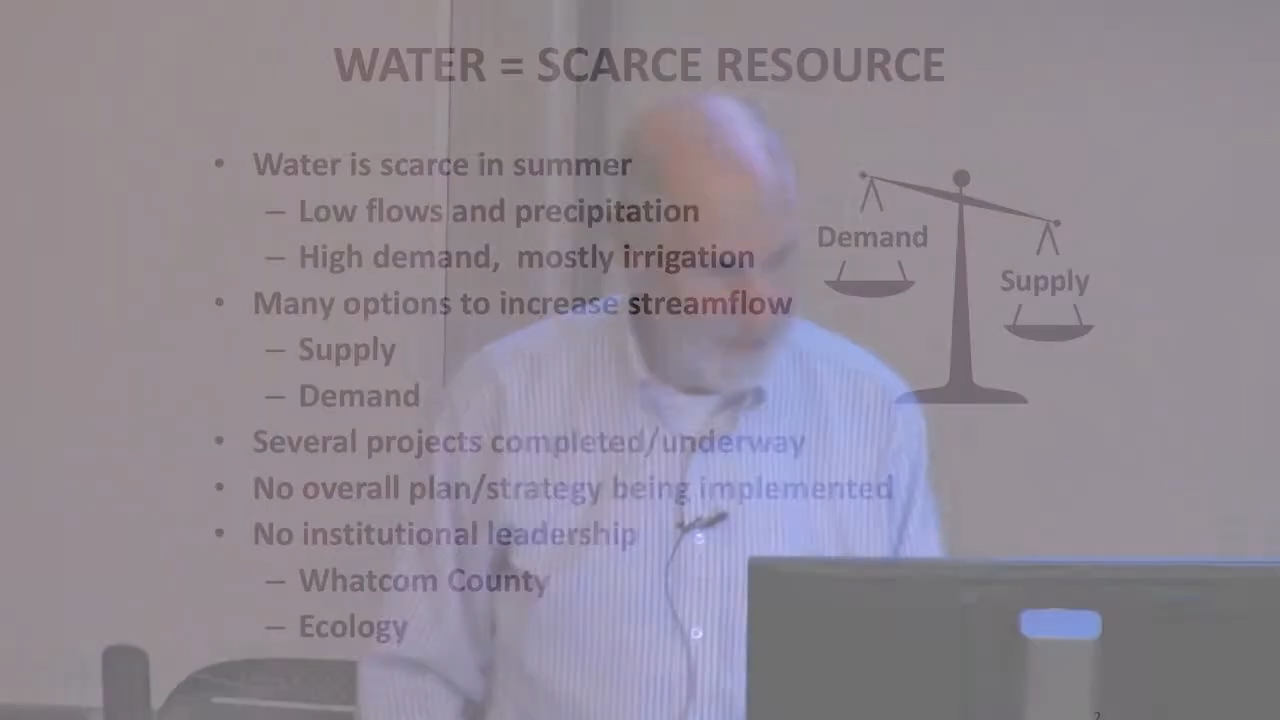 WATER = SCARCE RESOURCE
• Water is scarce in summer
– Low flows and precipitation
– High demand, mostly irrigation
• Many options to increase streamflow
– Supply
– Demand
• Several projects completed/underway
• No overall plan/strategy being implemented
• No institutional leadership
– Whatcom County
– Ecology
Demand
Supply
2